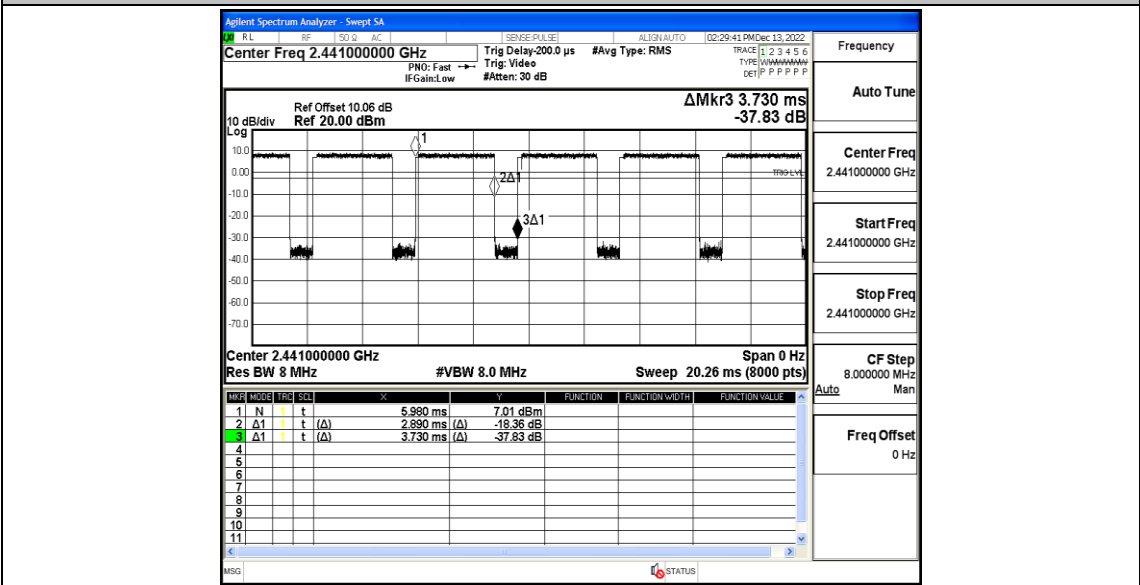 Agilent Spectrum Analyzer - Swept SA
RL RF 50 Ω AC SENSE:PULSE ALIGN AUTO 02:29:41 PM Dec 13, 2022
Center Freq 2.441000000 GHz
PNO: Fast
IFGain:Low
Trig Delay-200.0 µs
Trig: Video
#Atten: 30 dB
#Avg Type: RMS
TRACE 1 2 3 4 5 6
TYPE WWWWWW
DET P P P P P P
Frequency
Auto Tune
ΔMkr3 3.730 ms
-37.83 dB
Ref Offset 10.06 dB
10 dB/div Ref 20.00 dBm
Log
10.0
0.00
-10.0
-20.0
-30.0
-40.0
-50.0
-60.0
-70.0
1
2Δ1
3Δ1
TRIG LVL
Center Freq
2.441000000 GHz
Start Freq
2.441000000 GHz
Stop Freq
2.441000000 GHz
Center 2.441000000 GHz Span 0 Hz
Res BW 8 MHz #VBW 8.0 MHz Sweep 20.26 ms (8000 pts)
CF Step
8.000000 MHz
Auto Man
Freq Offset
0 Hz
MKR MODE TRC SCL X Y FUNCTION FUNCTION WIDTH FUNCTION VALUE
1 N 1 t 5.980 ms 7.01 dBm
2 Δ1 1 t (Δ) 2.890 ms (Δ) -18.36 dB
3 Δ1 1 t (Δ) 3.730 ms (Δ) -37.83 dB
4
5
6
7
8
9
10
11
MSG STATUS